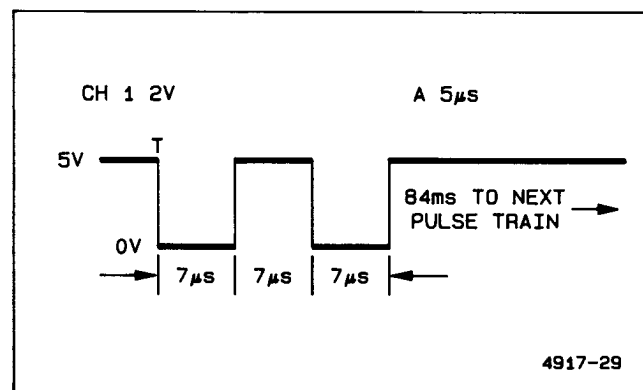 CH 1 2V
A 5μs
T
5V
84ms TO NEXT
PULSE TRAIN
0V
7μs 7μs 7μs
4917-29